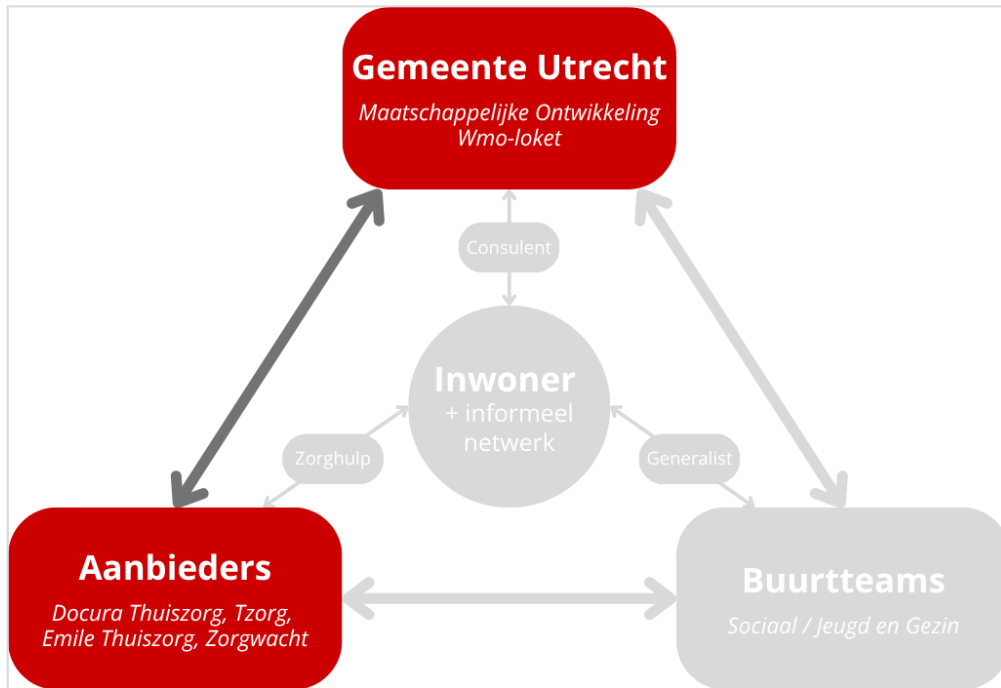 Gemeente Utrecht
Maatschappelijke Ontwikkeling
Wmo-loket
Consulent
Inwoner
+ informeel
netwerk
Zorghulp
Generalist
Aanbieders
Docura Thuiszorg, Tzorg,
Emile Thuiszorg, Zorgwacht
Buurtteams
Sociaal / Jeugd en Gezin